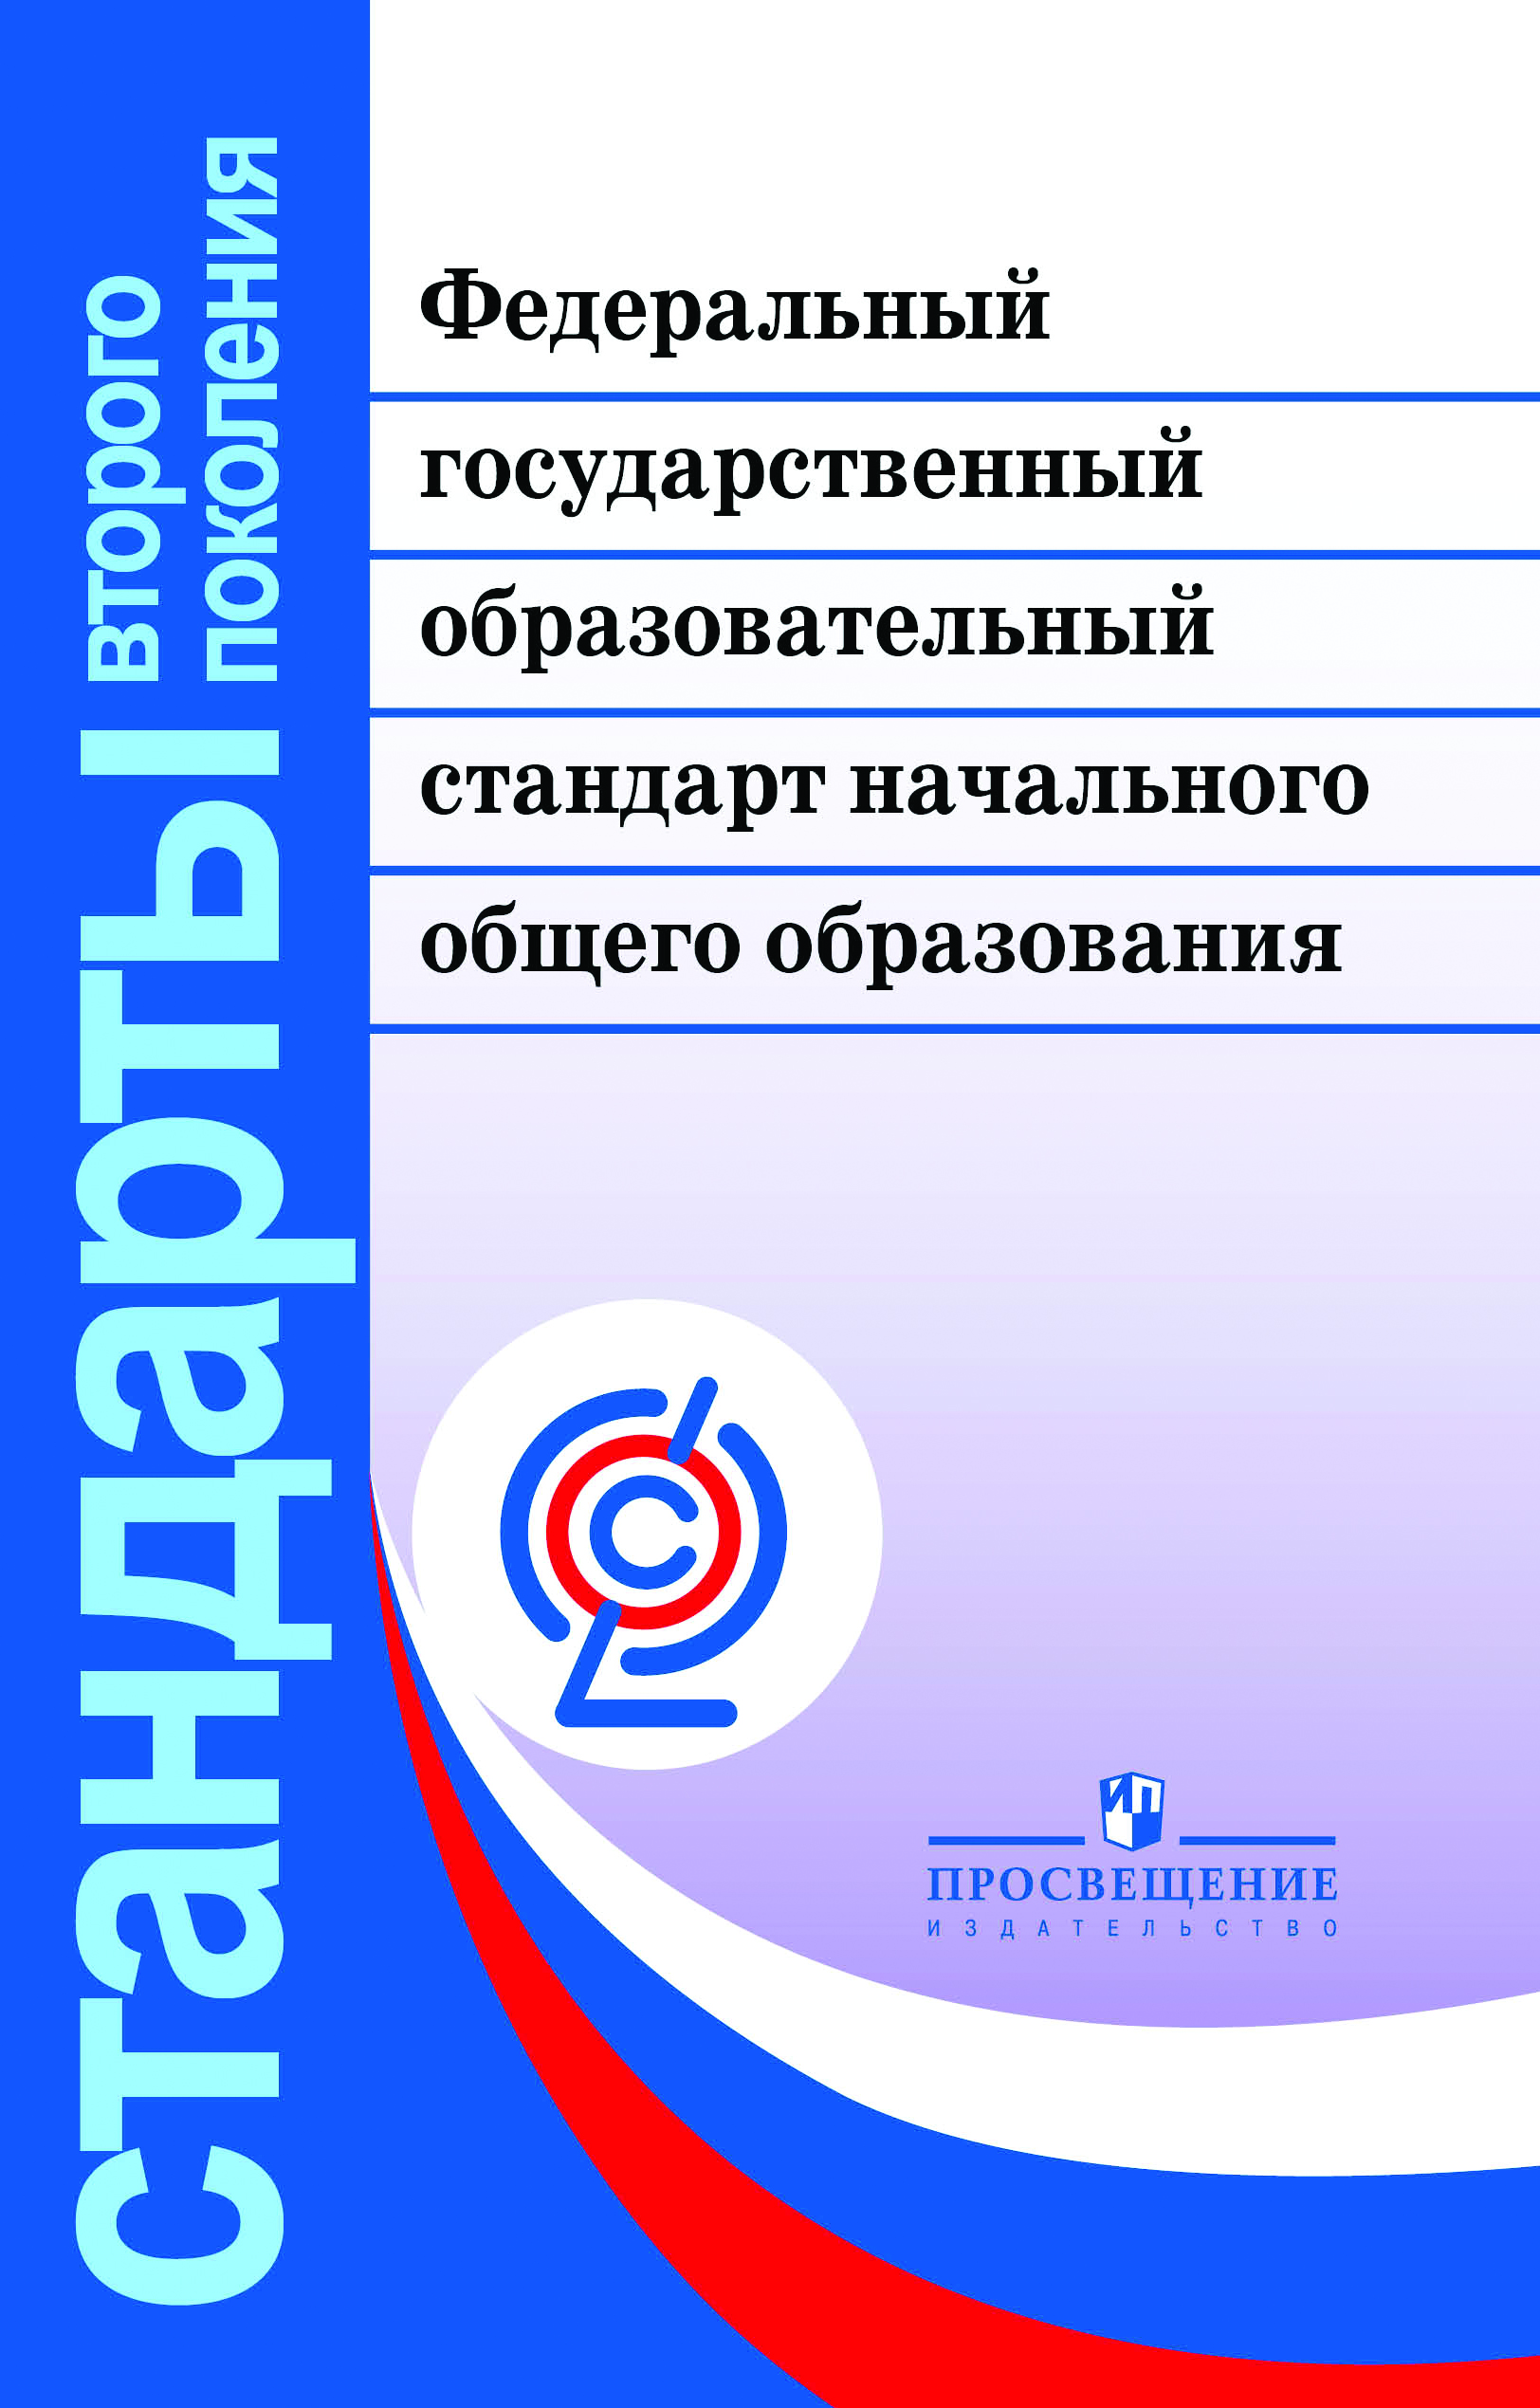 стандарты
второго
поколения
Федеральный
государственный
образовательный
стандарт начального
общего образования
С
ИП
ПРОСВЕЩЕНИЕ
ИЗДАТЕЛЬСТВО